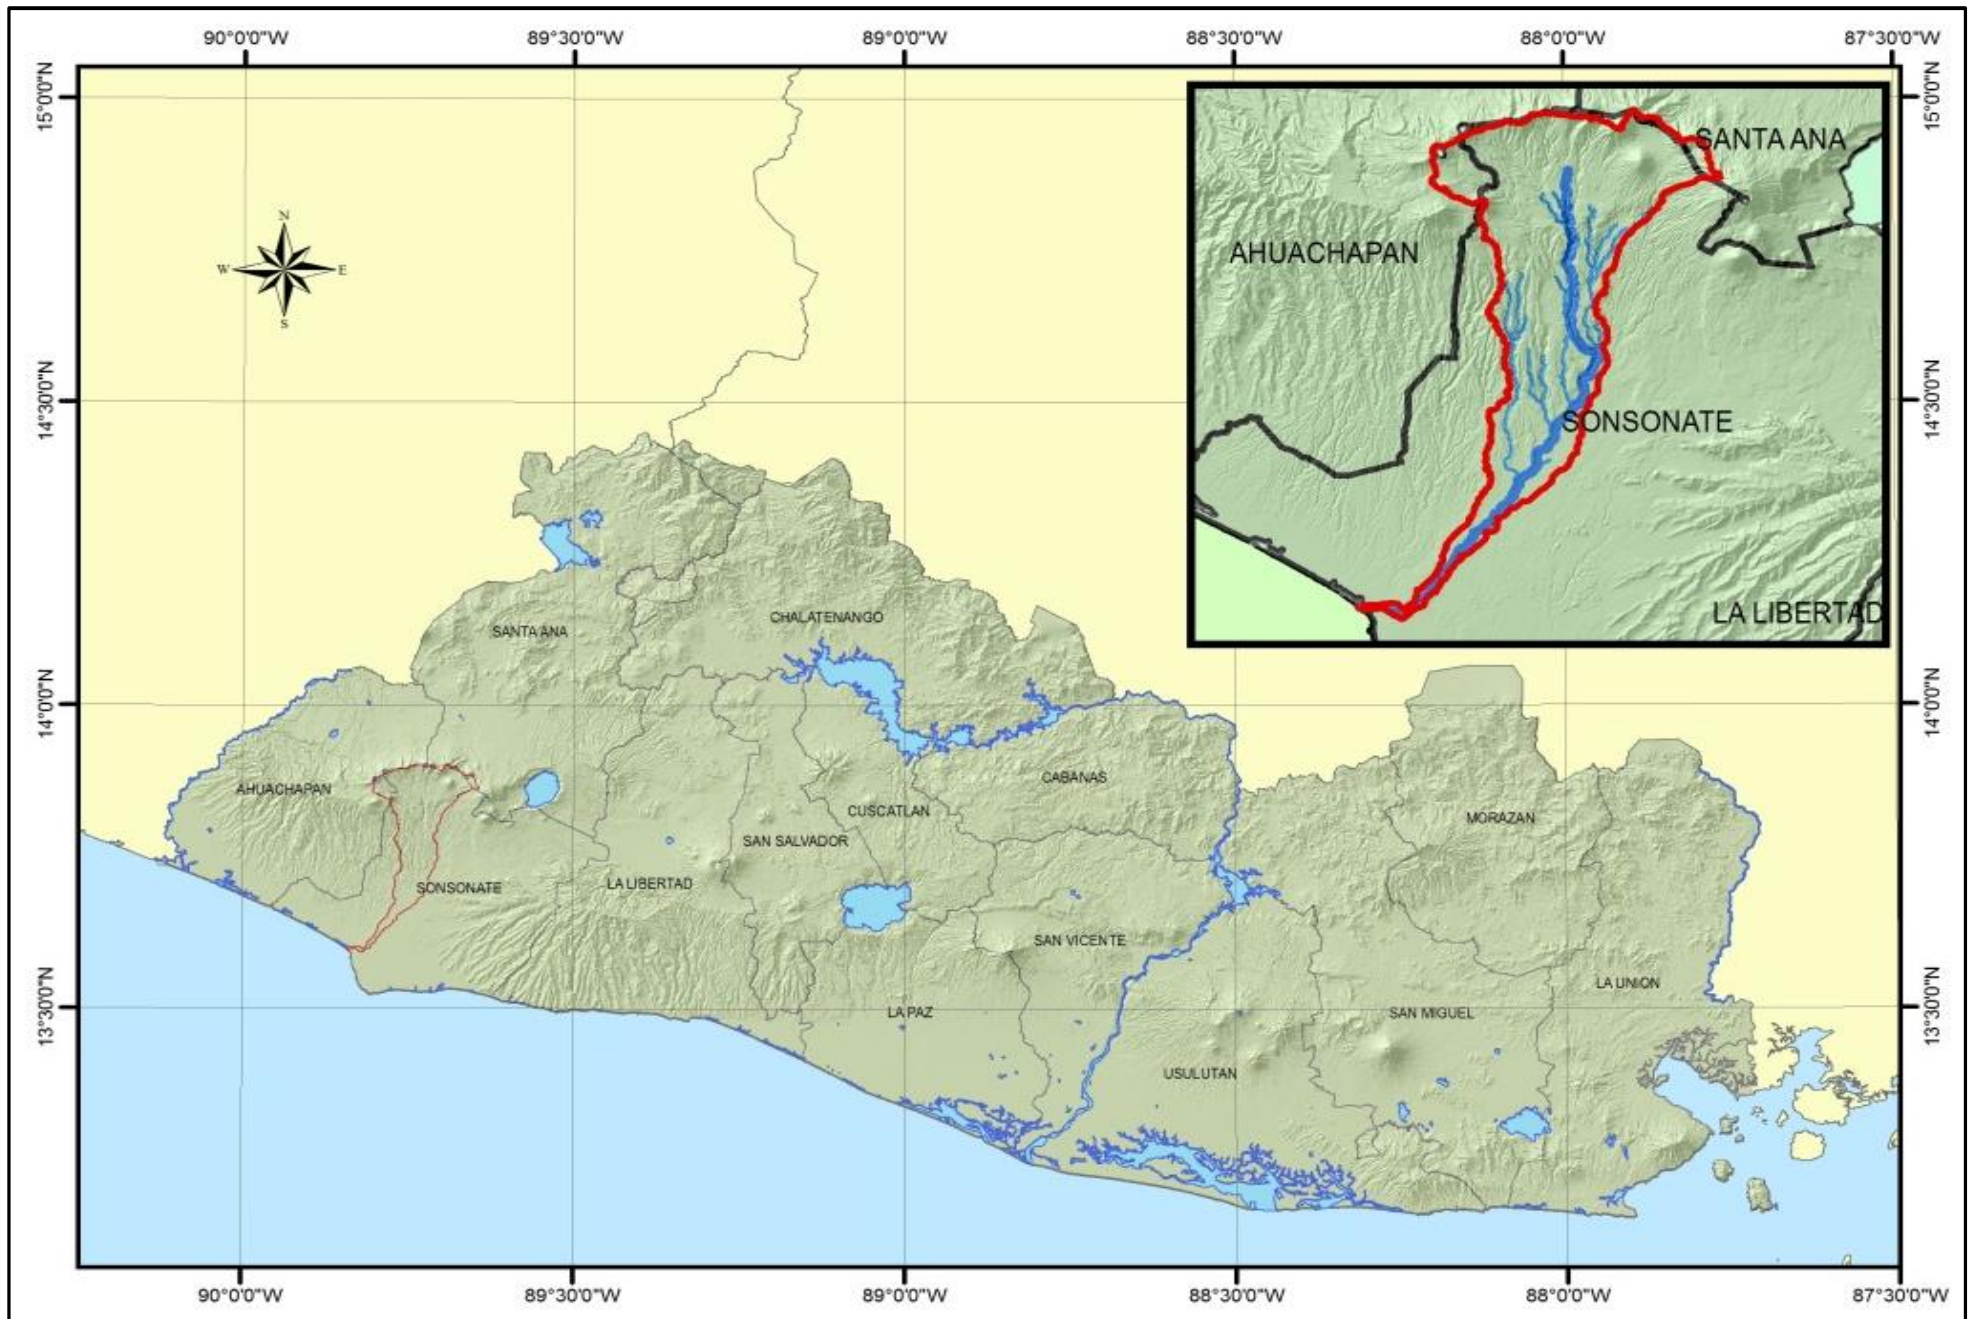 90°0'0"W
89°30'0"W
89°0'0"W
88°30'0"W
88°0'0"W
87°30'0"W
15°0'0"N
15°0'0"N
SANTA ANA
AHUACHAPAN
SONSONATE
LA LIBERTAD
N
W
E
S
14°30'0"N
14°30'0"N
CHALATENANGO
SANTA ANA
14°0'0"N
14°0'0"N
CABANAS
AHUACHAPAN
CUSCATLAN
MORAZAN
SAN SALVADOR
LA LIBERTAD
SONSONATE
SAN VICENTE
LA UNION
13°30'0"N
13°30'0"N
LA PAZ
SAN MIGUEL
USULUTAN
90°0'0"W
89°30'0"W
89°0'0"W
88°30'0"W
88°0'0"W
87°30'0"W